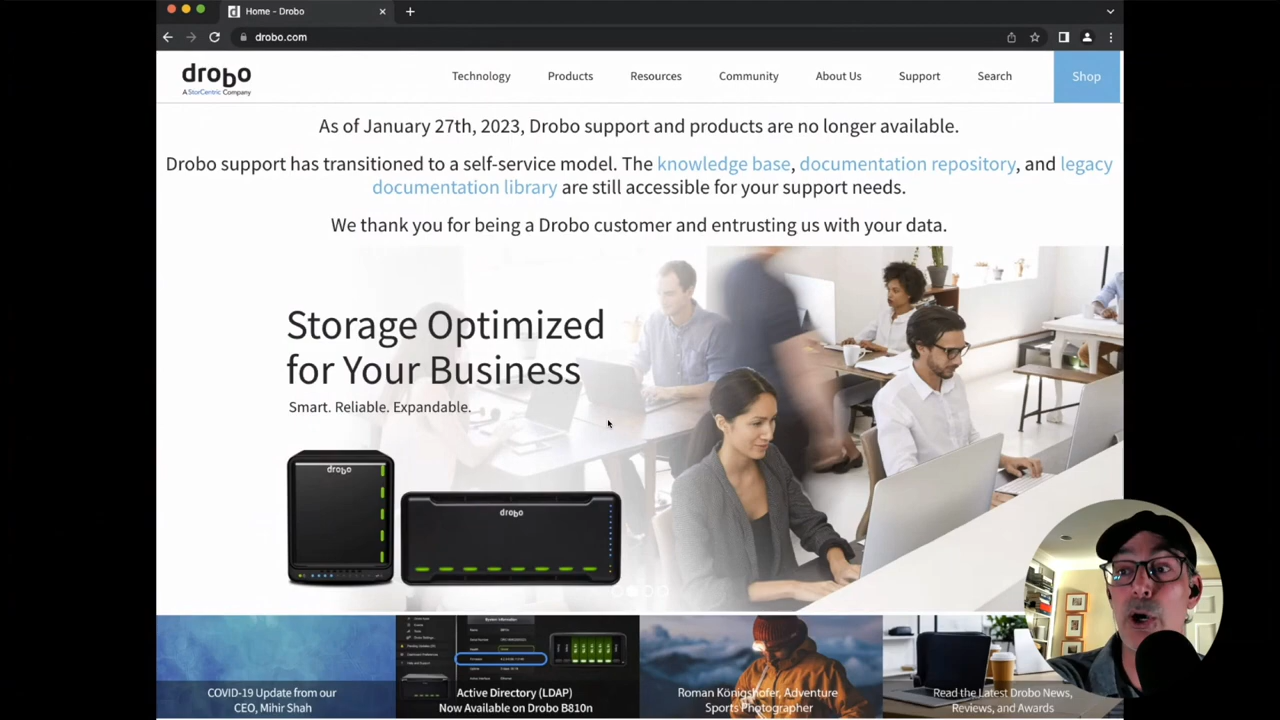 Home - Drobo
drobo.com
drobo
A StorCentric Company
Technology
Products
Resources
Community
About Us
Support
Search
Shop
As of January 27th, 2023, Drobo support and products are no longer available.
Drobo support has transitioned to a self-service model. The knowledge base, documentation repository, and legacy
documentation library are still accessible for your support needs.
We thank you for being a Drobo customer and entrusting us with your data.
Storage Optimized
for Your Business
Smart. Reliable. Expandable.
drobo
drobo
System Information
COVID-19 Update from our
CEO, Mihir Shah
Active Directory (LDAP)
Now Available on Drobo B810n
Roman Königshofer, Adventure
Sports Photographer
Read the Latest Drobo News,
Reviews, and Awards